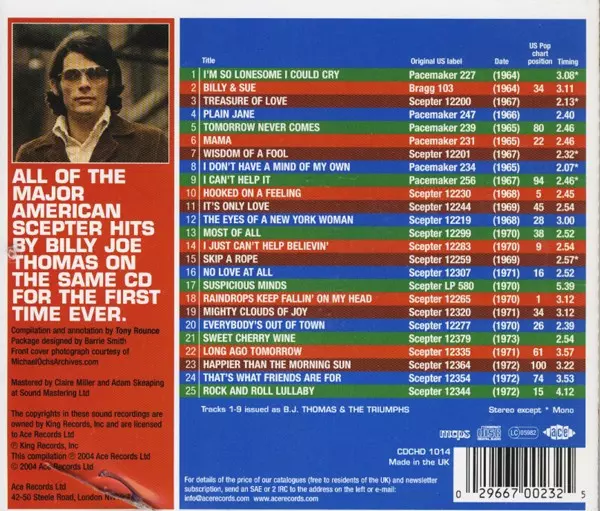 Title Original US label Date US Pop chart position Timing
1 I'M SO LONESOME I COULD CRY Pacemaker 227 (1964) 3.08*
2 BILLY & SUE Bragg 103 (1964) 34 3.11
3 TREASURE OF LOVE Scepter 12200 (1967) 2.13*
4 PLAIN JANE Pacemaker 247 (1966) 2.40
5 TOMORROW NEVER COMES Pacemaker 239 (1965) 80 2.46
6 MAMA Pacemaker 231 (1965) 22 2.46
7 WISDOM OF A FOOL Scepter 12201 (1967) 2.32*
8 I DON'T HAVE A MIND OF MY OWN Pacemaker 234 (1965) 2.07*
9 I CAN'T HELP IT Pacemaker 256 (1967) 94 2.46*
10 HOOKED ON A FEELING Scepter 12230 (1968) 5 2.45
11 IT'S ONLY LOVE Scepter 12244 (1969) 45 2.54
12 THE EYES OF A NEW YORK WOMAN Scepter 12219 (1968) 28 3.00
13 MOST OF ALL Scepter 12299 (1970) 38 2.52
14 I JUST CAN'T HELP BELIEVIN' Scepter 12283 (1970) 9 2.54
15 SKIP A ROPE Scepter 12259 (1969) 2.57*
16 NO LOVE AT ALL Scepter 12307 (1971) 16 2.52
17 SUSPICIOUS MINDS Scepter LP 580 (1970) 5.39
18 RAINDROPS KEEP FALLIN' ON MY HEAD Scepter 12265 (1970) 1 3.12
19 MIGHTY CLOUDS OF JOY Scepter 12320 (1971) 34 3.12
20 EVERYBODY'S OUT OF TOWN Scepter 12277 (1970) 26 2.39
21 SWEET CHERRY WINE Scepter 12379 (1973) 2.54
22 LONG AGO TOMORROW Scepter 12335 (1971) 61 3.57
23 HAPPIER THAN THE MORNING SUN Scepter 12364 (1972) 100 3.22
24 THAT'S WHAT FRIENDS ARE FOR Scepter 12354 (1972) 74 3.53
25 ROCK AND ROLL LULLABY Scepter 12344 (1972) 15 4.12
Tracks 1-9 issued as B.J. THOMAS & THE TRIUMPHS Stereo except * Mono
ALL OF THE
MAJOR
AMERICAN
SCEPTER HITS
BY BILLY JOE
THOMAS ON
THE SAME CD
FOR THE FIRST
TIME EVER.
Compilation and annotation by Tony Rounce
Package designed by Barrie Smith
Front cover photograph courtesy of
MichaelOchsArchives.com
Mastered by Claire Miller and Adam Skeaping
at Sound Mastering Ltd
The copyrights in these sound recordings are
owned by King Records, Inc and are licensed
to Ace Records Ltd
℗ King Records, Inc
This compilation ℗ 2004 Ace Records Ltd
© 2004 Ace Records Ltd
Ace Records Ltd
42-50 Steele Road, London
mcps COMPACT disc DIGITAL AUDIO LC 05982 ace
CDCHD 1014
Made in the UK
For details of the price of our catalogues (free to residents of the UK) and newsletter
subscription, send an SAE or 2 IRC to the address on the left or e-mail:
info@acerecords.com www.acerecords.com
0 29667 00232 5